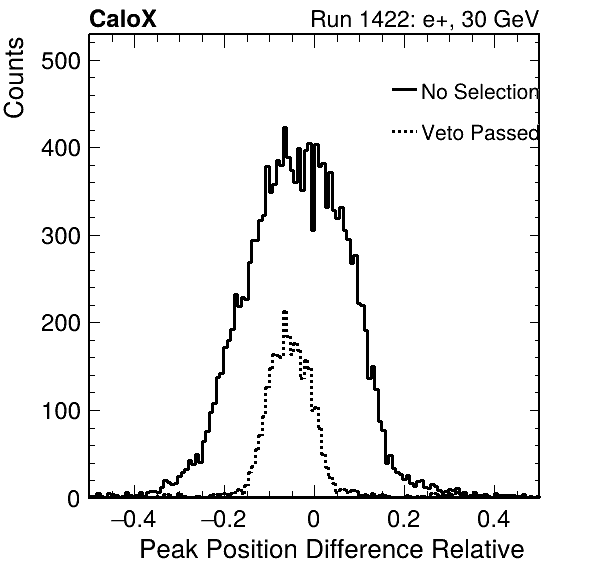 CaloX Run 1422: e+, 30 GeV
Counts
500
No Selection
Veto Passed
400
300
200
100
0
−0.4 −0.2 0 0.2 0.4
Peak Position Difference Relative